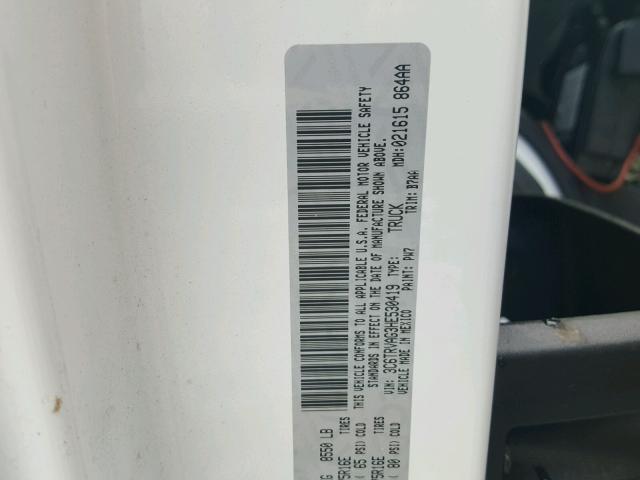 G 8550 LB
5R16E TIRES
( 65 PSI) COLD
5R16E TIRES
( 80 PSI) COLD
THIS VEHICLE CONFORMS TO ALL APPLICABLE U.S.A. FEDERAL MOTOR VEHICLE SAFETY
STANDARDS IN EFFECT ON THE DATE OF MANUFACTURE SHOWN ABOVE.
VIN: 3C6TRVAG3HE530419 TYPE: TRUCK MDH:021615 864AA
VEHICLE MADE IN MEXICO PAINT: PW7 TRIM: B7AA